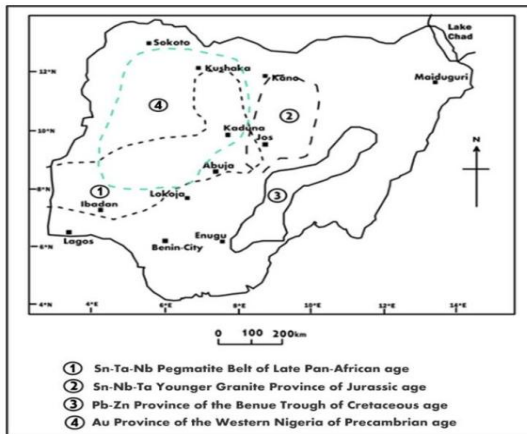 Lake
Chad
Sokoto
12°N
Kushaka
Kano
Maiduguri
4
2
10°N
Kaduna
Jos
N
Abuja
8°N
1
Lokoja
3
Ibadan
Lagos
Enugu
6°N
Benin-City
4°N
4°E
6°E
8°E
10°E
12°E
14°E
0 100 200km
1 Sn-Ta-Nb Pegmatite Belt of Late Pan-African age
2 Sn-Nb-Ta Younger Granite Province of Jurassic age
3 Pb-Zn Province of the Benue Trough of Cretaceous age
4 Au Province of the Western Nigeria of Precambrian age